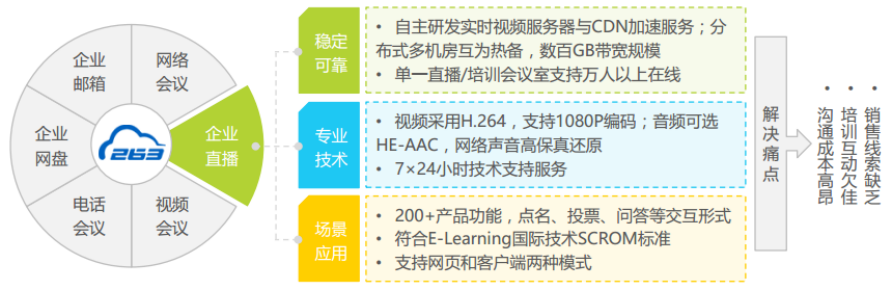 企业
邮箱
网络
会议
企业
网盘
263
企业
直播
电话
会议
视频
会议
稳定
可靠
• 自主研发实时视频服务器与CDN加速服务；分
布式多机房互为热备，数百GB带宽规模
• 单一直播/培训会议室支持万人以上在线
专业
技术
• 视频采用H.264，支持1080P编码；音频可选
HE-AAC，网络声音高保真还原
• 7×24小时技术支持服务
场景
应用
• 200+产品功能，点名、投票、问答等交互形式
• 符合E-Learning国际技术SCROM标准
• 支持网页和客户端两种模式
解决痛点
• 销售线索缺乏
• 培训互动欠佳
• 沟通成本高昂